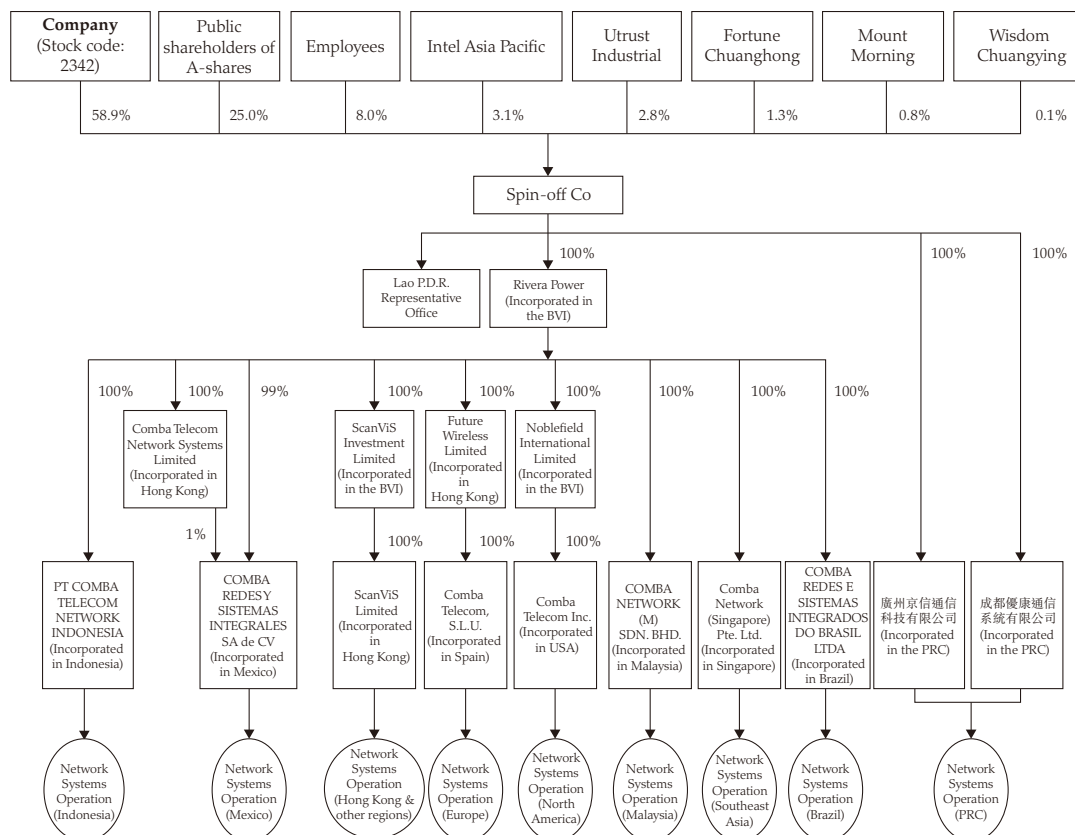 Company
(Stock code:
2342)
Public
shareholders of
A-shares
Employees
Intel Asia Pacific
Utrust
Industrial
Fortune
Chuanghong
Mount
Morning
Wisdom
Chuangying
58.9%
25.0%
8.0%
3.1%
2.8%
1.3%
0.8%
0.1%
Spin-off Co
100%
100%
100%
Lao P.D.R.
Representative
Office
Rivera Power
(Incorporated in
the BVI)
100%
100%
99%
100%
100%
100%
100%
100%
100%
Comba Telecom
Network Systems
Limited
(Incorporated in
Hong Kong)
ScanViS
Investment
Limited
(Incorporated
in the BVI)
Future
Wireless
Limited
(Incorporated
in
Hong Kong)
Noblefield
International
Limited
(Incorporated
in the BVI)
1%
100%
100%
100%
PT COMBA
TELECOM
NETWORK
INDONESIA
(Incorporated
in Indonesia)
COMBA
REDES Y
SISTEMAS
INTEGRALES
SA de CV
(Incorporated
in Mexico)
ScanViS
Limited
(Incorporated
in
Hong Kong)
Comba
Telecom,
S.L.U.
(Incorporated
in Spain)
Comba
Telecom Inc.
(Incorporated
in USA)
COMBA
NETWORK
(M)
SDN. BHD.
(Incorporated
in Malaysia)
Comba
Network
(Singapore)
Pte. Ltd.
(Incorporated
in Singapore)
COMBA
REDES E
SISTEMAS
INTEGRADOS
DO BRASIL
LTDA
(Incorporated
in Brazil)
廣州京信通信
科技有限公司
(Incorporated
in the PRC)
成都優康通信
系統有限公司
(Incorporated
in the PRC)
Network
Systems
Operation
(Indonesia)
Network
Systems
Operation
(Mexico)
Network
Systems
Operation
(Hong Kong &
other regions)
Network
Systems
Operation
(Europe)
Network
Systems
Operation
(North
America)
Network
Systems
Operation
(Malaysia)
Network
Systems
Operation
(Southeast
Asia)
Network
Systems
Operation
(Brazil)
Network
Systems
Operation
(PRC)